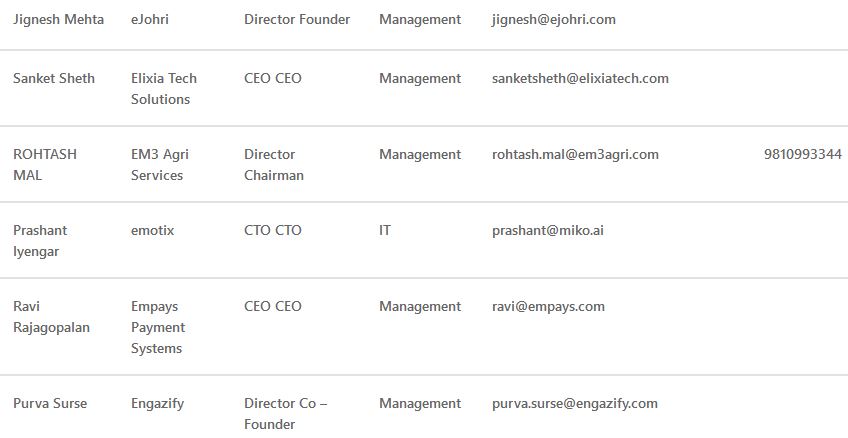 Jignesh Mehta eJohri Director Founder Management jignesh@ejohri.com
Sanket Sheth Elixia Tech CEO CEO Management sanketsheth@elixiatech.com
Solutions
ROHTASH EM3 Agri Director Management rohtash.mal@em3agri.com 9810993344
MAL Services Chairman
Prashant emotix CTO CTO IT prashant@miko.ai
Iyengar
Ravi Empays CEO CEO Management ravi@empays.com
Rajagopalan Payment
Systems
Purva Surse Engazify Director Co – Management purva.surse@engazify.com
Founder